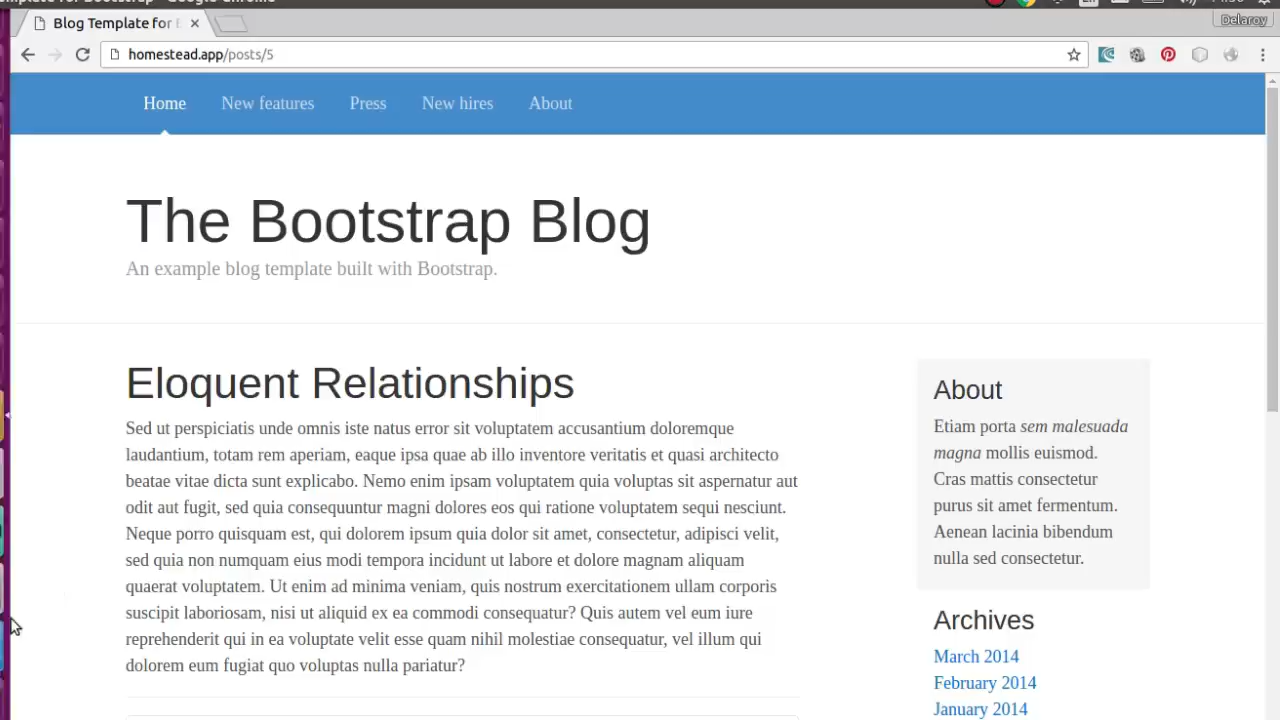 Blog Template for B
Delaroy
homestead.app/posts/5
Home New features Press New hires About
The Bootstrap Blog
An example blog template built with Bootstrap.
Eloquent Relationships
Sed ut perspiciatis unde omnis iste natus error sit voluptatem accusantium doloremque
laudantium, totam rem aperiam, eaque ipsa quae ab illo inventore veritatis et quasi architecto
beatae vitae dicta sunt explicabo. Nemo enim ipsam voluptatem quia voluptas sit aspernatur aut
odit aut fugit, sed quia consequuntur magni dolores eos qui ratione voluptatem sequi nesciunt.
Neque porro quisquam est, qui dolorem ipsum quia dolor sit amet, consectetur, adipisci velit,
sed quia non numquam eius modi tempora incidunt ut labore et dolore magnam aliquam
quaerat voluptatem. Ut enim ad minima veniam, quis nostrum exercitationem ullam corporis
suscipit laboriosam, nisi ut aliquid ex ea commodi consequatur? Quis autem vel eum iure
reprehenderit qui in ea voluptate velit esse quam nihil molestiae consequatur, vel illum qui
dolorem eum fugiat quo voluptas nulla pariatur?
About
Etiam porta sem malesuada
magna mollis euismod.
Cras mattis consectetur
purus sit amet fermentum.
Aenean lacinia bibendum
nulla sed consectetur.
Archives
March 2014
February 2014
January 2014